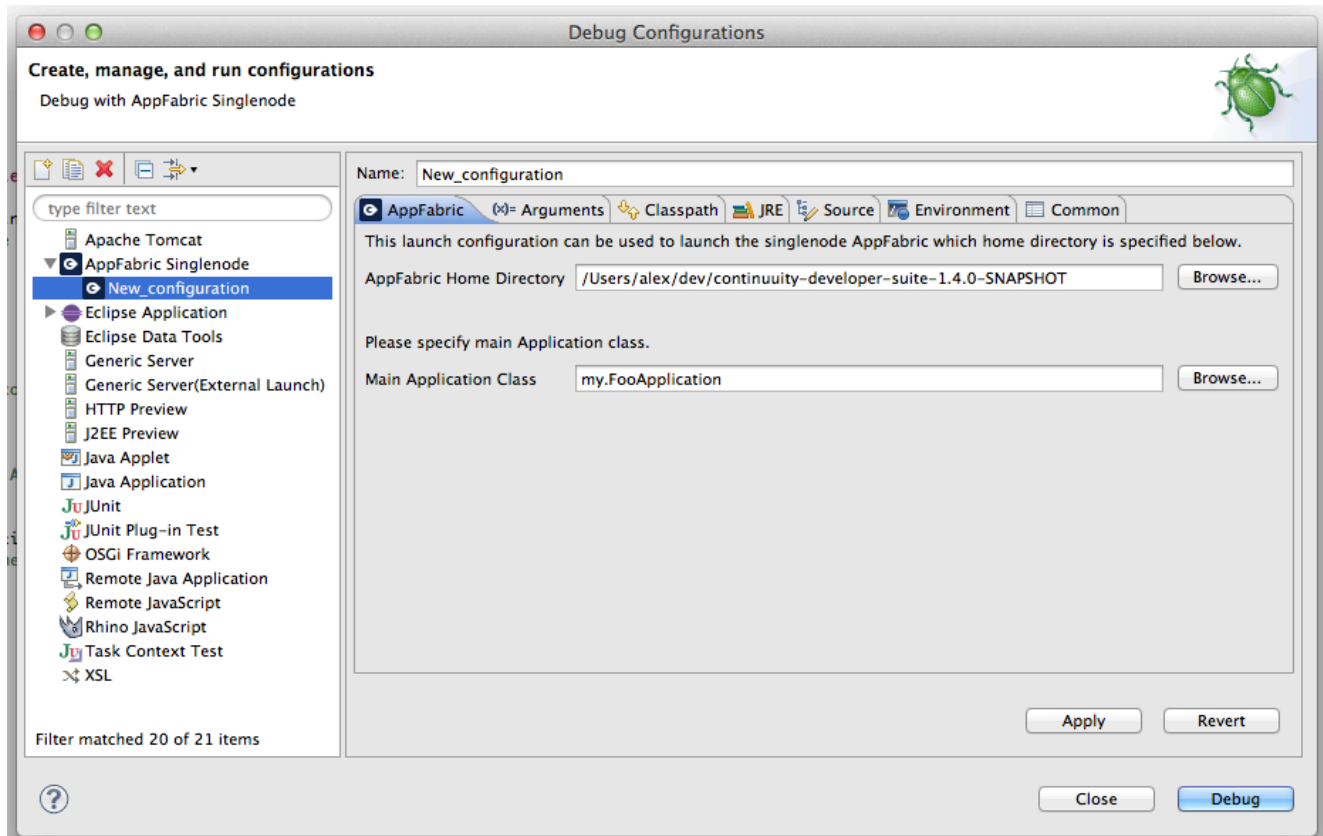 Debug Configurations
Create, manage, and run configurations
Debug with AppFabric Singlenode
type filter text
Apache Tomcat
AppFabric Singlenode
New_configuration
Eclipse Application
Eclipse Data Tools
Generic Server
Generic Server(External Launch)
HTTP Preview
J2EE Preview
Java Applet
Java Application
JUnit
JUnit Plug-in Test
OSGi Framework
Remote Java Application
Remote JavaScript
Rhino JavaScript
Task Context Test
XSL
Filter matched 20 of 21 items
Name: New_configuration
AppFabric (x)= Arguments Classpath JRE Source Environment Common
This launch configuration can be used to launch the singlenode AppFabric which home directory is specified below.
AppFabric Home Directory /Users/alex/dev/continuuity-developer-suite-1.4.0-SNAPSHOT Browse...
Please specify main Application class.
Main Application Class my.FooApplication Browse...
Apply Revert
? Close Debug